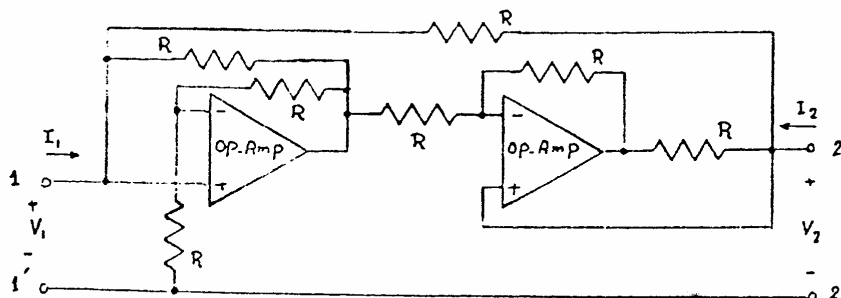 R
R
R
R
I₁
-
Op-Amp
R
-
Op-Amp
R
I₂
1
+
+
2
+
V₁
-
1'
R
+
V₂
-
2